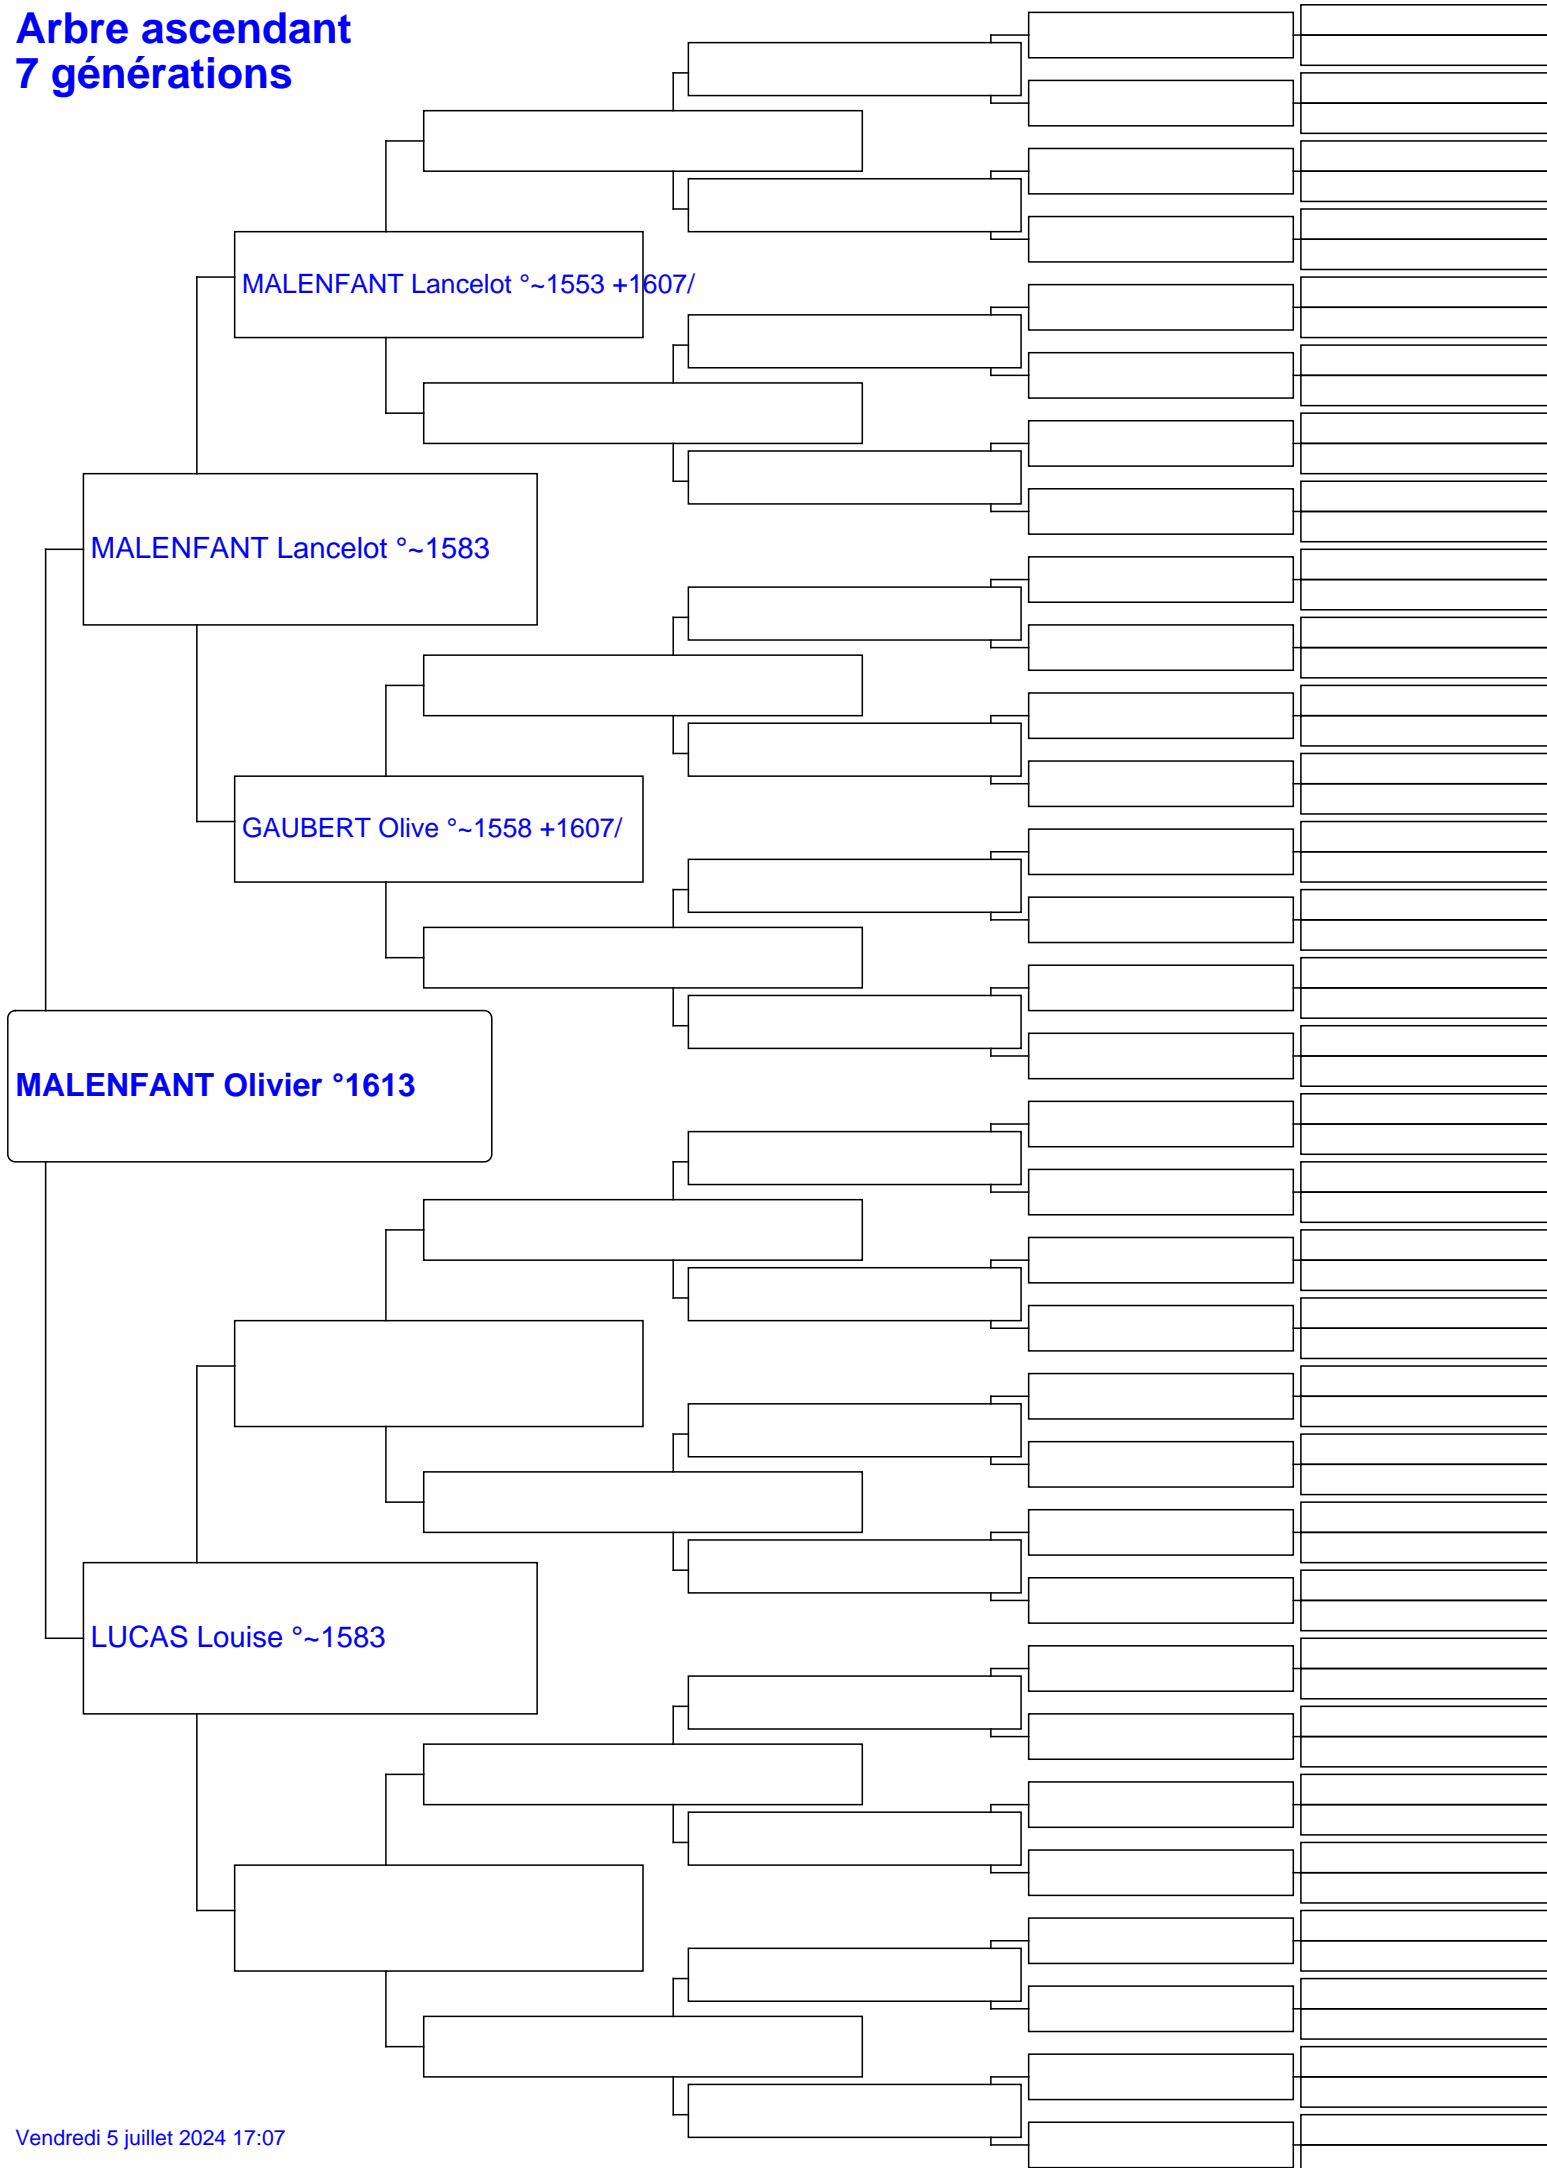 Arbre ascendant
7 générations
MALENFANT Lancelot °~1553 +1607/
MALENFANT Lancelot °~1583
GAUBERT Olive °~1558 +1607/
MALENFANT Olivier °1613
LUCAS Louise °~1583
Vendredi 5 juillet 2024 17:07